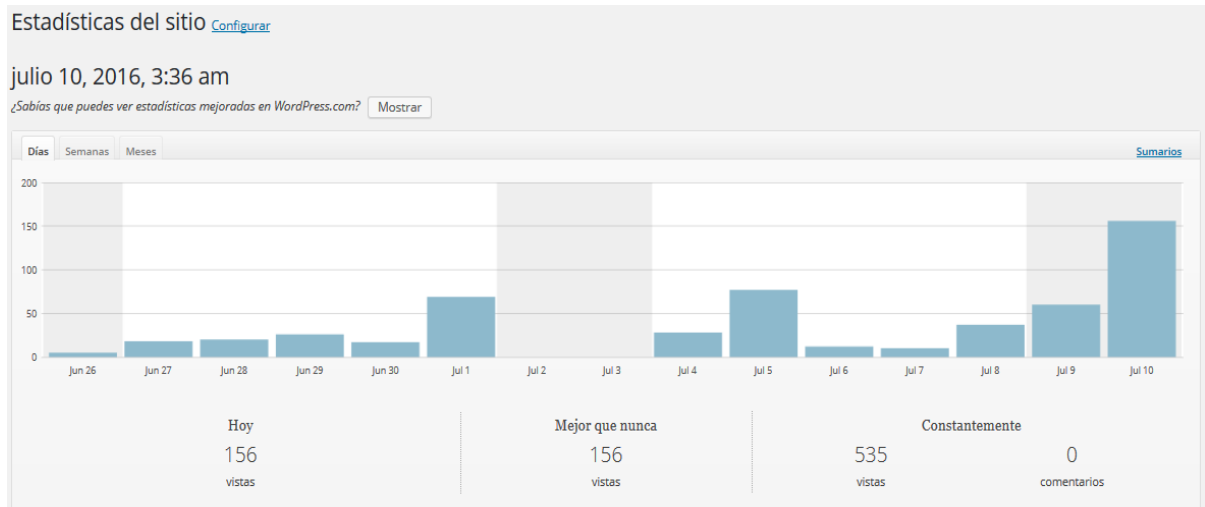 Estadísticas del sitio Configurar
julio 10, 2016, 3:36 am
¿Sabías que puedes ver estadísticas mejoradas en WordPress.com? Mostrar
Días Semanas Meses Sumarios
200
150
100
50
0
Jun 26 Jun 27 Jun 28 Jun 29 Jun 30 Jul 1 Jul 2 Jul 3 Jul 4 Jul 5 Jul 6 Jul 7 Jul 8 Jul 9 Jul 10
Hoy Mejor que nunca Constantemente
156 156 535 0
vistas vistas vistas comentarios